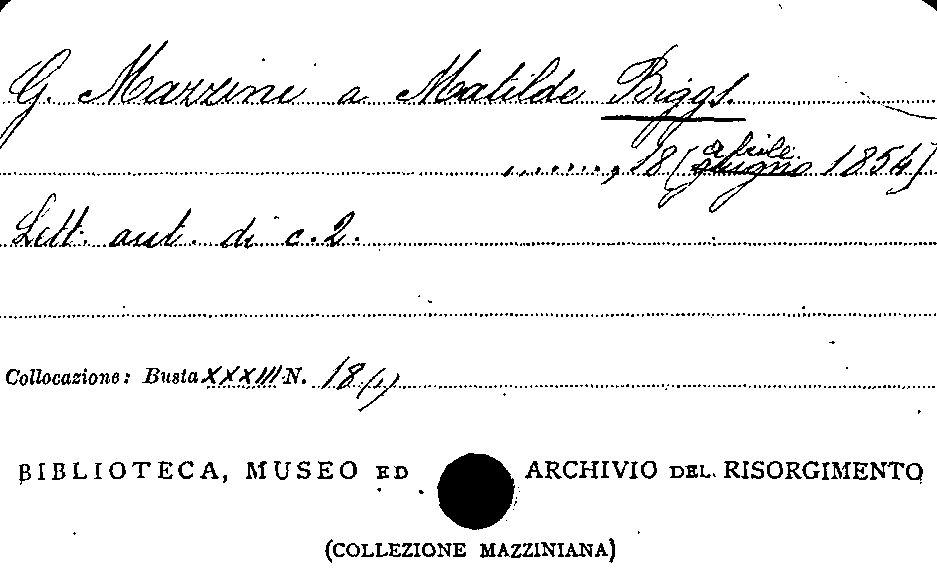 G. Mazzini a Matilde Biggs.
........, 18 [aprile giugno 1854]
Lett. aut. di c. 2.
Collocazione: Busta XXXIII N. 18 (1)
BIBLIOTECA, MUSEO ED ARCHIVIO DEL RISORGIMENTO
(COLLEZIONE MAZZINIANA)